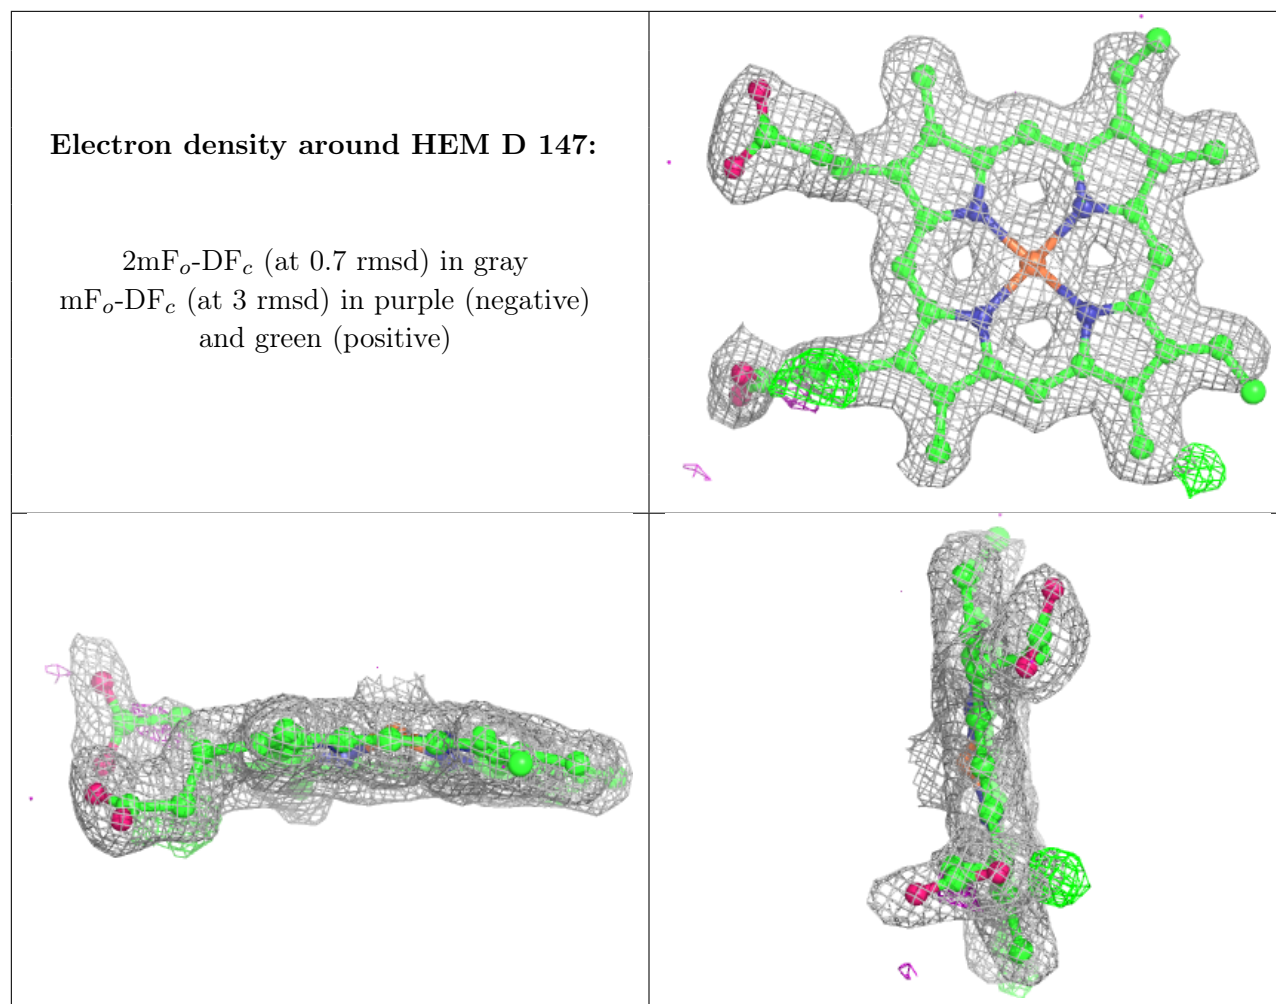 Electron density around HEM D 147:
2mFo-DFc (at 0.7 rmsd) in gray
mFo-DFc (at 3 rmsd) in purple (negative)
and green (positive)